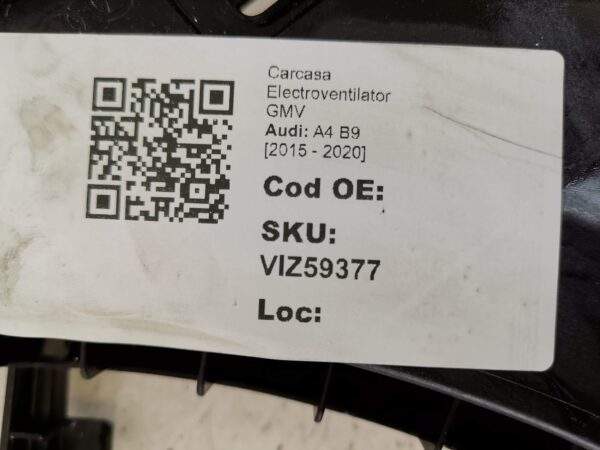 Carcasa
Electroventilator
GMV
Audi: A4 B9
[2015 - 2020]
Cod OE:
SKU:
VIZ59377
Loc: